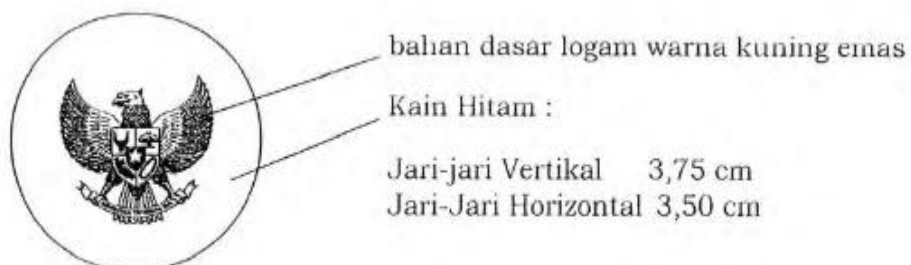 bahan dasar logam warna kuning emas
Kain Hitam :
Jari-jari Vertikal 3,75 cm
Jari-Jari Horizontal 3,50 cm